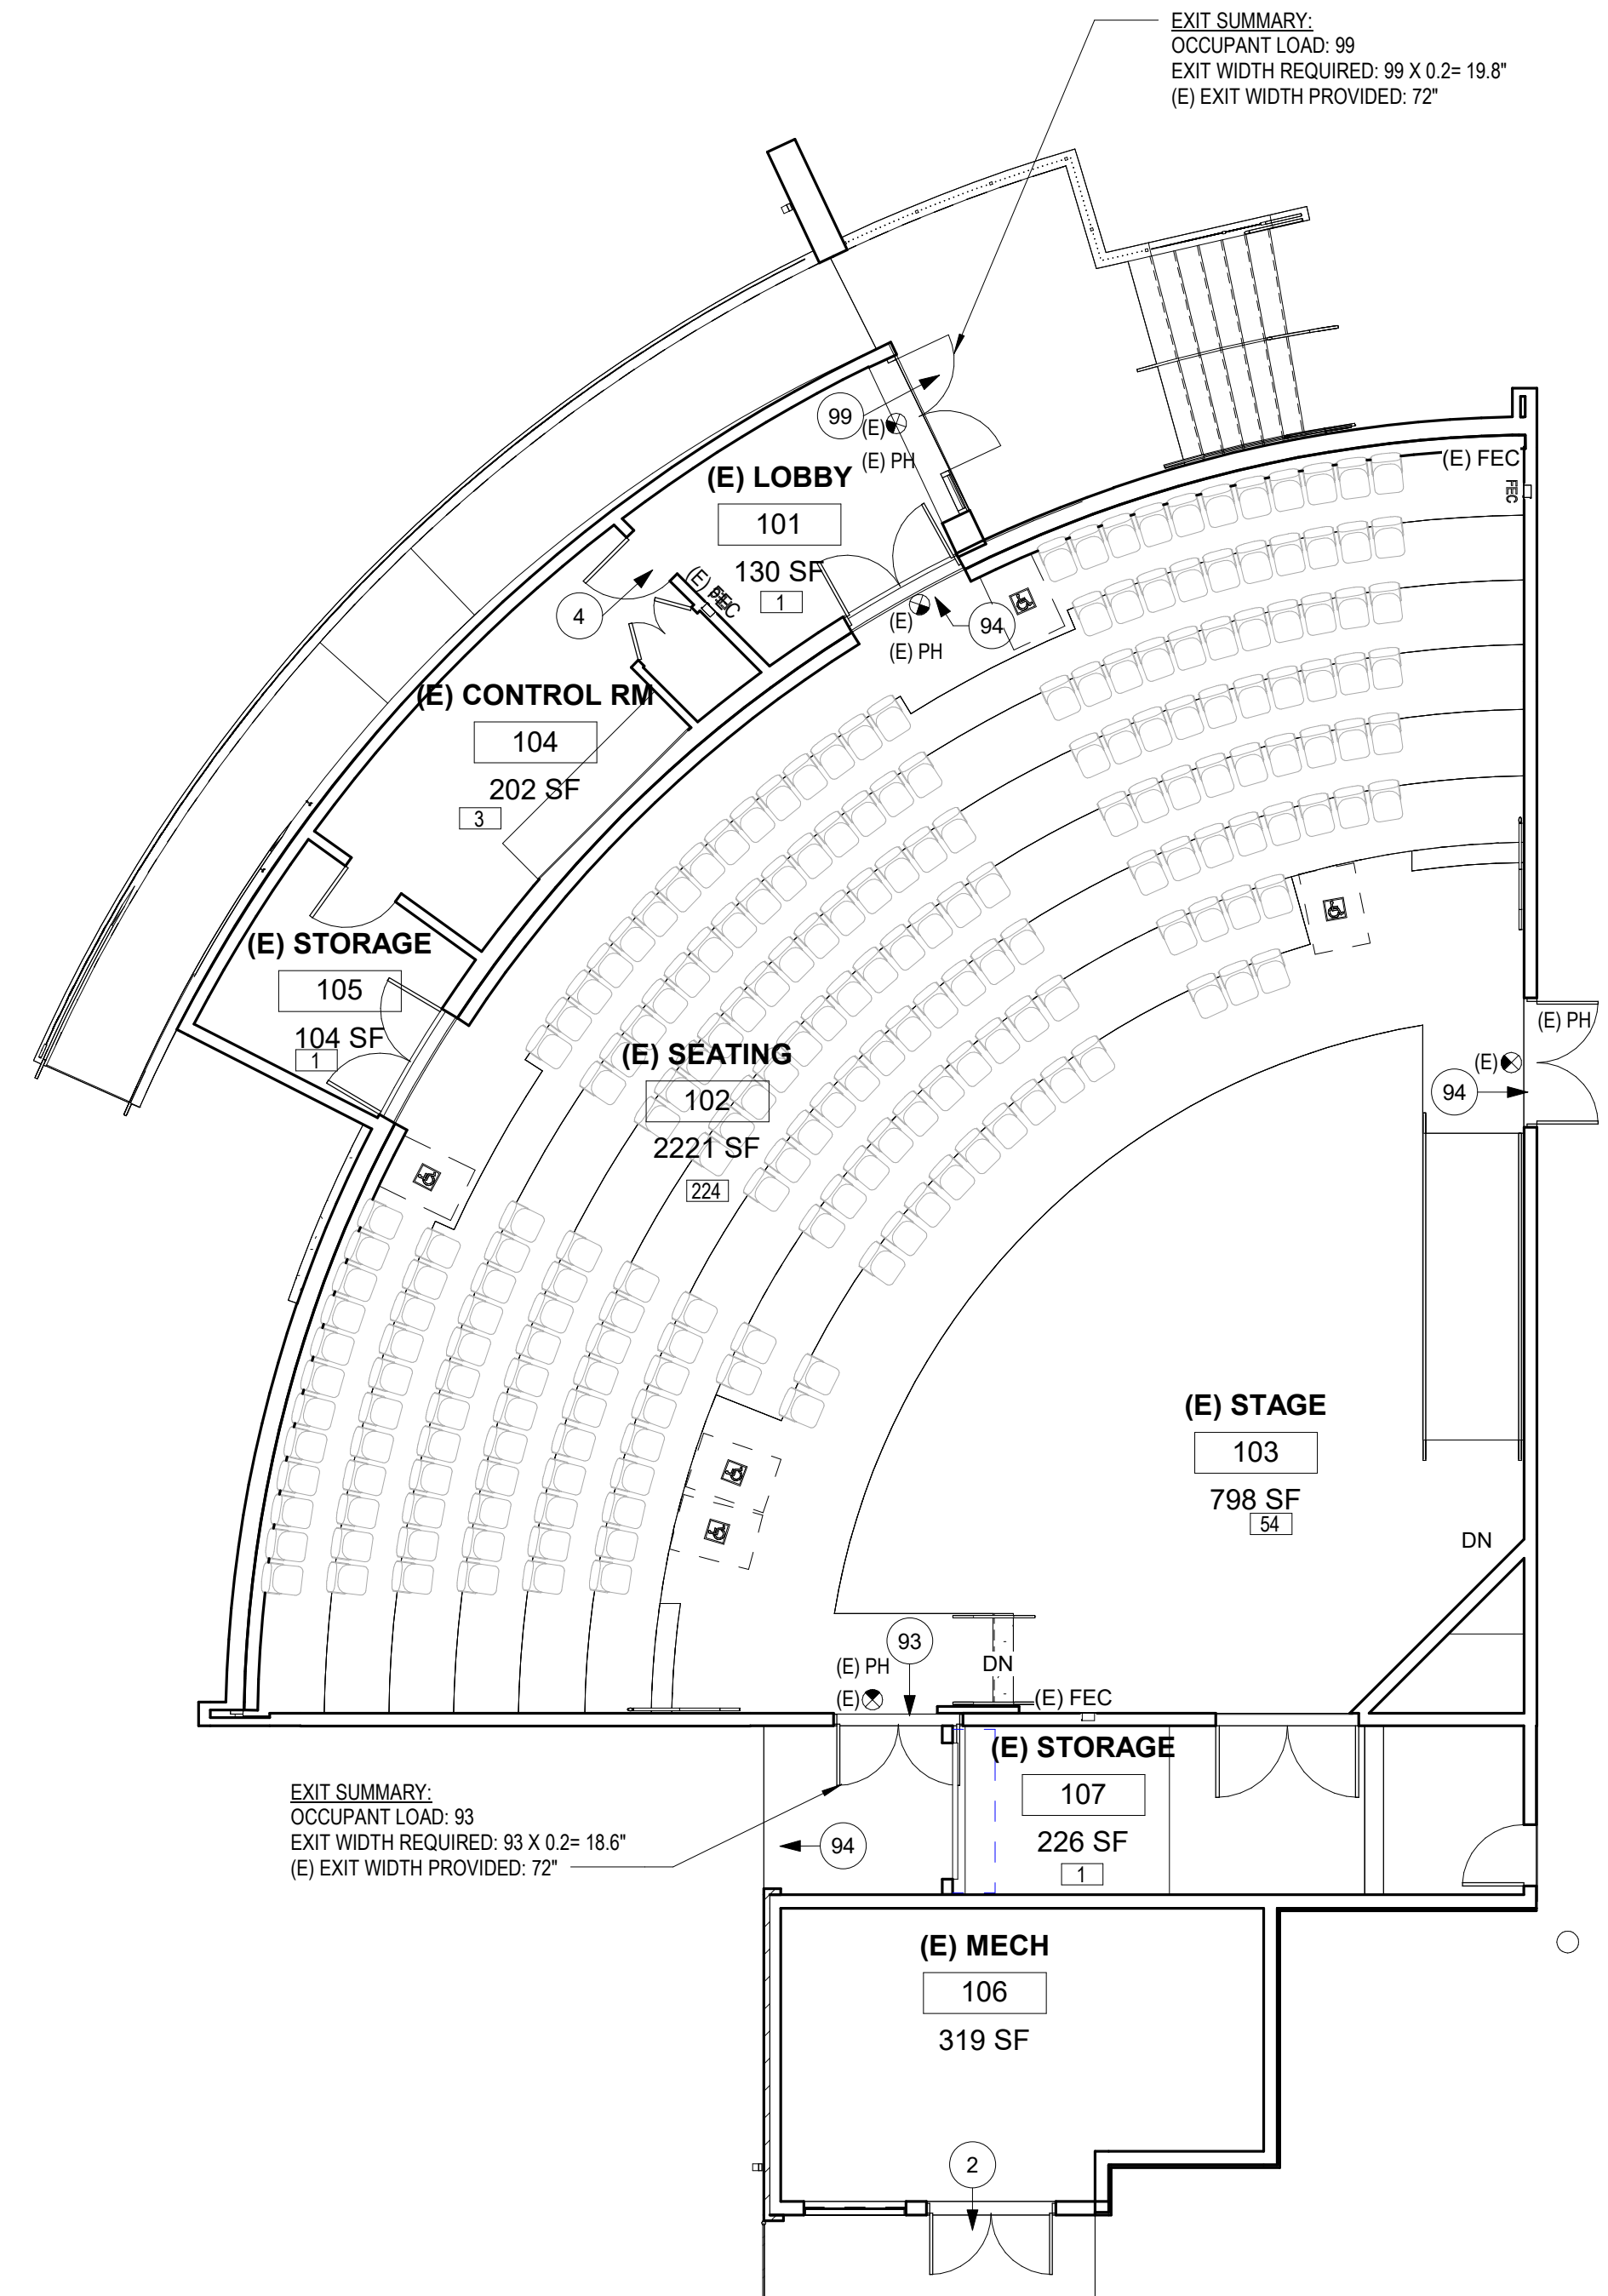 EXIT SUMMARY:
OCCUPANT LOAD: 99
EXIT WIDTH REQUIRED: 99 X 0.2= 19.8"
(E) EXIT WIDTH PROVIDED: 72"
99
(E)
(E) PH
(E) LOBBY
101
130 SF
1
(E) FEC
FEC
4
(E)
FEC
(E)
(E) PH
94
(E) CONTROL RM
104
202 SF
3
(E) STORAGE
105
104 SF
1
(E) SEATING
102
2221 SF
224
(E) PH
(E)
94
(E) STAGE
103
798 SF
54
DN
93
(E) PH
(E)
DN
(E) FEC
EXIT SUMMARY:
OCCUPANT LOAD: 93
EXIT WIDTH REQUIRED: 93 X 0.2= 18.6"
(E) EXIT WIDTH PROVIDED: 72"
94
(E) STORAGE
107
226 SF
1
(E) MECH
106
319 SF
2